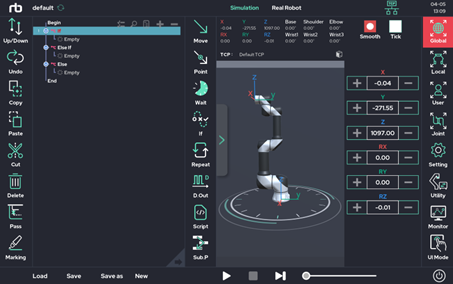 rb
default
Simulation
Real Robot
04-05
13:09
Up/Down
Undo
Copy
Paste
Cut
Delete
Pass
Marking
Begin
If
Empty
Else If
Empty
Else
Empty
End
Move
Point
Wait
If
Repeat
D.Out
Script
Sub.P
X Y Z Base Shoulder Elbow
-0.04 -271.55 1097.00 0.00 0.00 0.00
RX RY RZ Wrist1 Wrist2 Wrist3
0.00 0.00 -0.01 0.00 0.00 0.00
TCP : Default TCP
Z
X
Y
Z
X
y
Smooth
Tick
X
-0.04
Y
-271.55
Z
1097.00
RX
0.00
RY
0.00
RZ
-0.01
Global
Local
User
Joint
Setting
Utility
Monitor
UI Mode
Load
Save
Save as
New